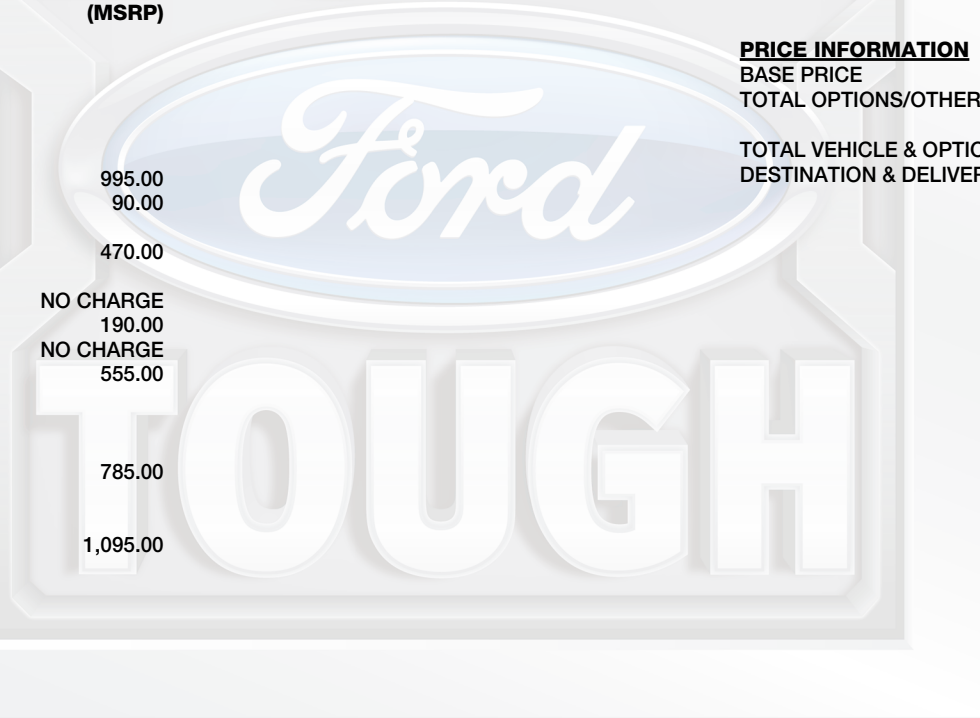 (MSRP)
995.00
90.00
470.00
NO CHARGE
190.00
NO CHARGE
555.00
785.00
1,095.00
PRICE INFORMATION
BASE PRICE
TOTAL OPTIONS/OTHER
TOTAL VEHICLE & OPTIO
DESTINATION & DELIVER
Ford
TOUGH